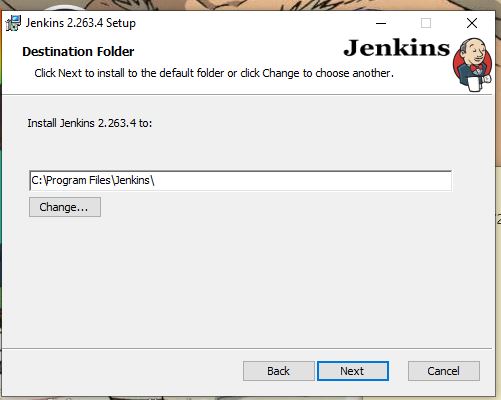 Jenkins 2.263.4 Setup
Destination Folder
Jenkins
Click Next to install to the default folder or click Change to choose another.
Install Jenkins 2.263.4 to:
C:\Program Files\Jenkins\
Change...
Back Next Cancel